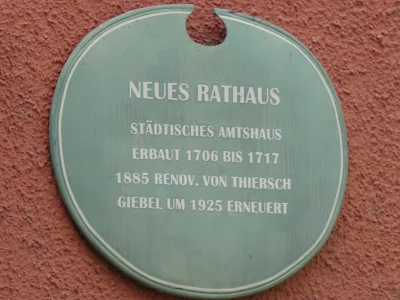 NEUES RATHAUS
STÄDTISCHES AMTSHAUS
ERBAUT 1706 BIS 1717
1885 RENOV. VON THIERSCH
GIEBEL UM 1925 ERNEUERT